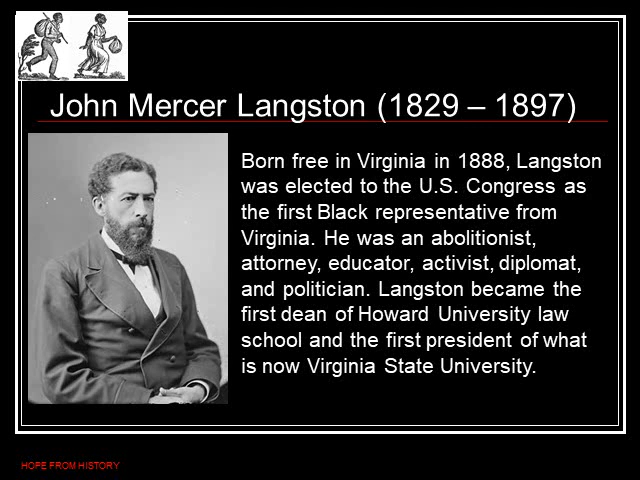 John Mercer Langston (1829 – 1897)
Born free in Virginia in 1888, Langston
was elected to the U.S. Congress as
the first Black representative from
Virginia. He was an abolitionist,
attorney, educator, activist, diplomat,
and politician. Langston became the
first dean of Howard University law
school and the first president of what
is now Virginia State University.
HOPE FROM HISTORY